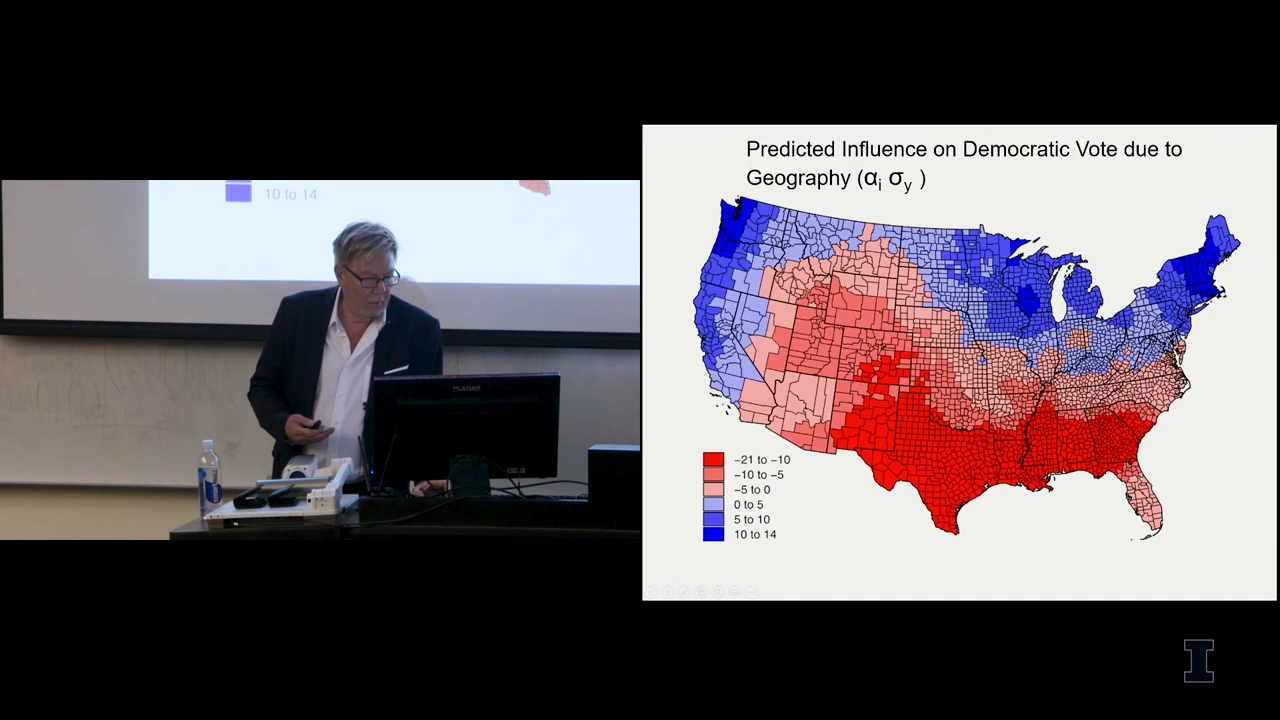 10 to 14
PLANAR
Predicted Influence on Democratic Vote due to
Geography (αi σy )
−21 to −10
−10 to −5
−5 to 0
0 to 5
5 to 10
10 to 14
I